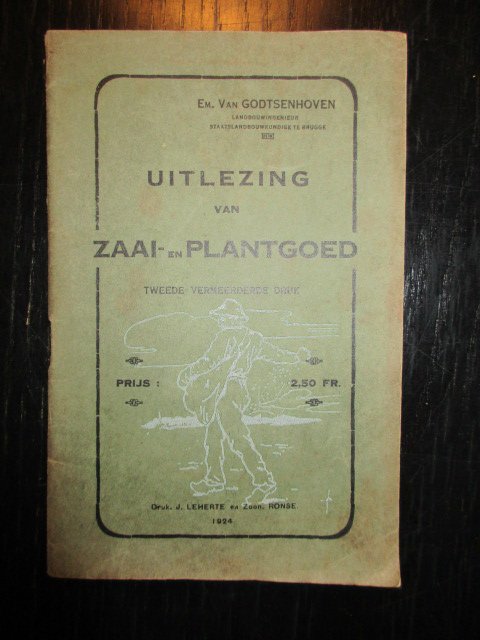 Em. Van GODTSENHOVEN
LANDBOUWINGENIEUR
STAATSLANDBOUWKUNDIGE TE BRUGGE
UITLEZING
VAN
ZAAI- EN PLANTGOED
TWEEDE VERMEERDERDE DRUK
PRIJS : 2,50 FR.
Druk. J. LEHERTE en Zoon, RONSE.
1924